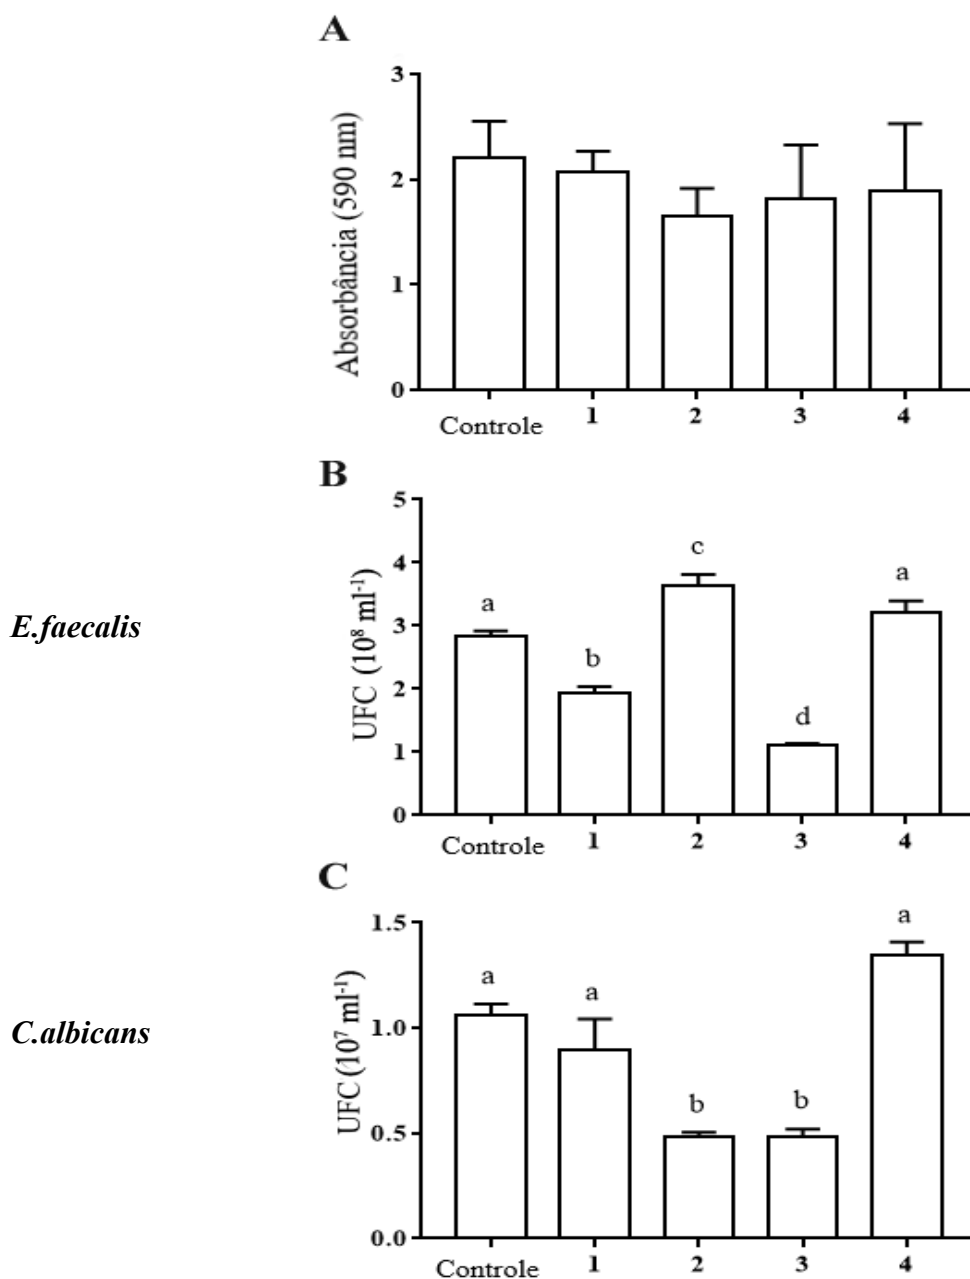 A
3
2
1
0
Absorbância (590 nm)
Controle 1 2 3 4
B
E.faecalis
5
4
3
2
1
0
UFC (10⁸ ml⁻¹)
a b c d a
Controle 1 2 3 4
C
C.albicans
1.5
1.0
0.5
0.0
UFC (10⁷ ml⁻¹)
a a b b a
Controle 1 2 3 4